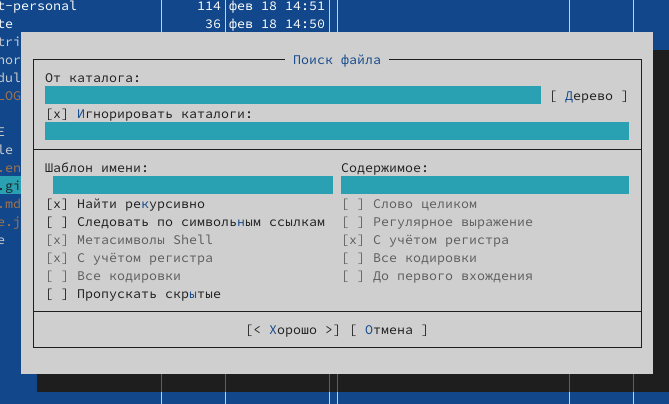 t-personal 114 фев 18 14:51
te 36 фев 18 14:50
Поиск файла
От каталога:
[ Дерево ]
[x] Игнорировать каталоги:
Шаблон имени: Содержимое:
[x] Найти рекурсивно [ ] Слово целиком
[ ] Следовать по символьным ссылкам [ ] Регулярное выражение
[x] Метасимволы Shell [x] С учётом регистра
[x] С учётом регистра [ ] Все кодировки
[ ] Все кодировки [ ] До первого вхождения
[ ] Пропускать скрытые
[< Хорошо >] [ Отмена ]